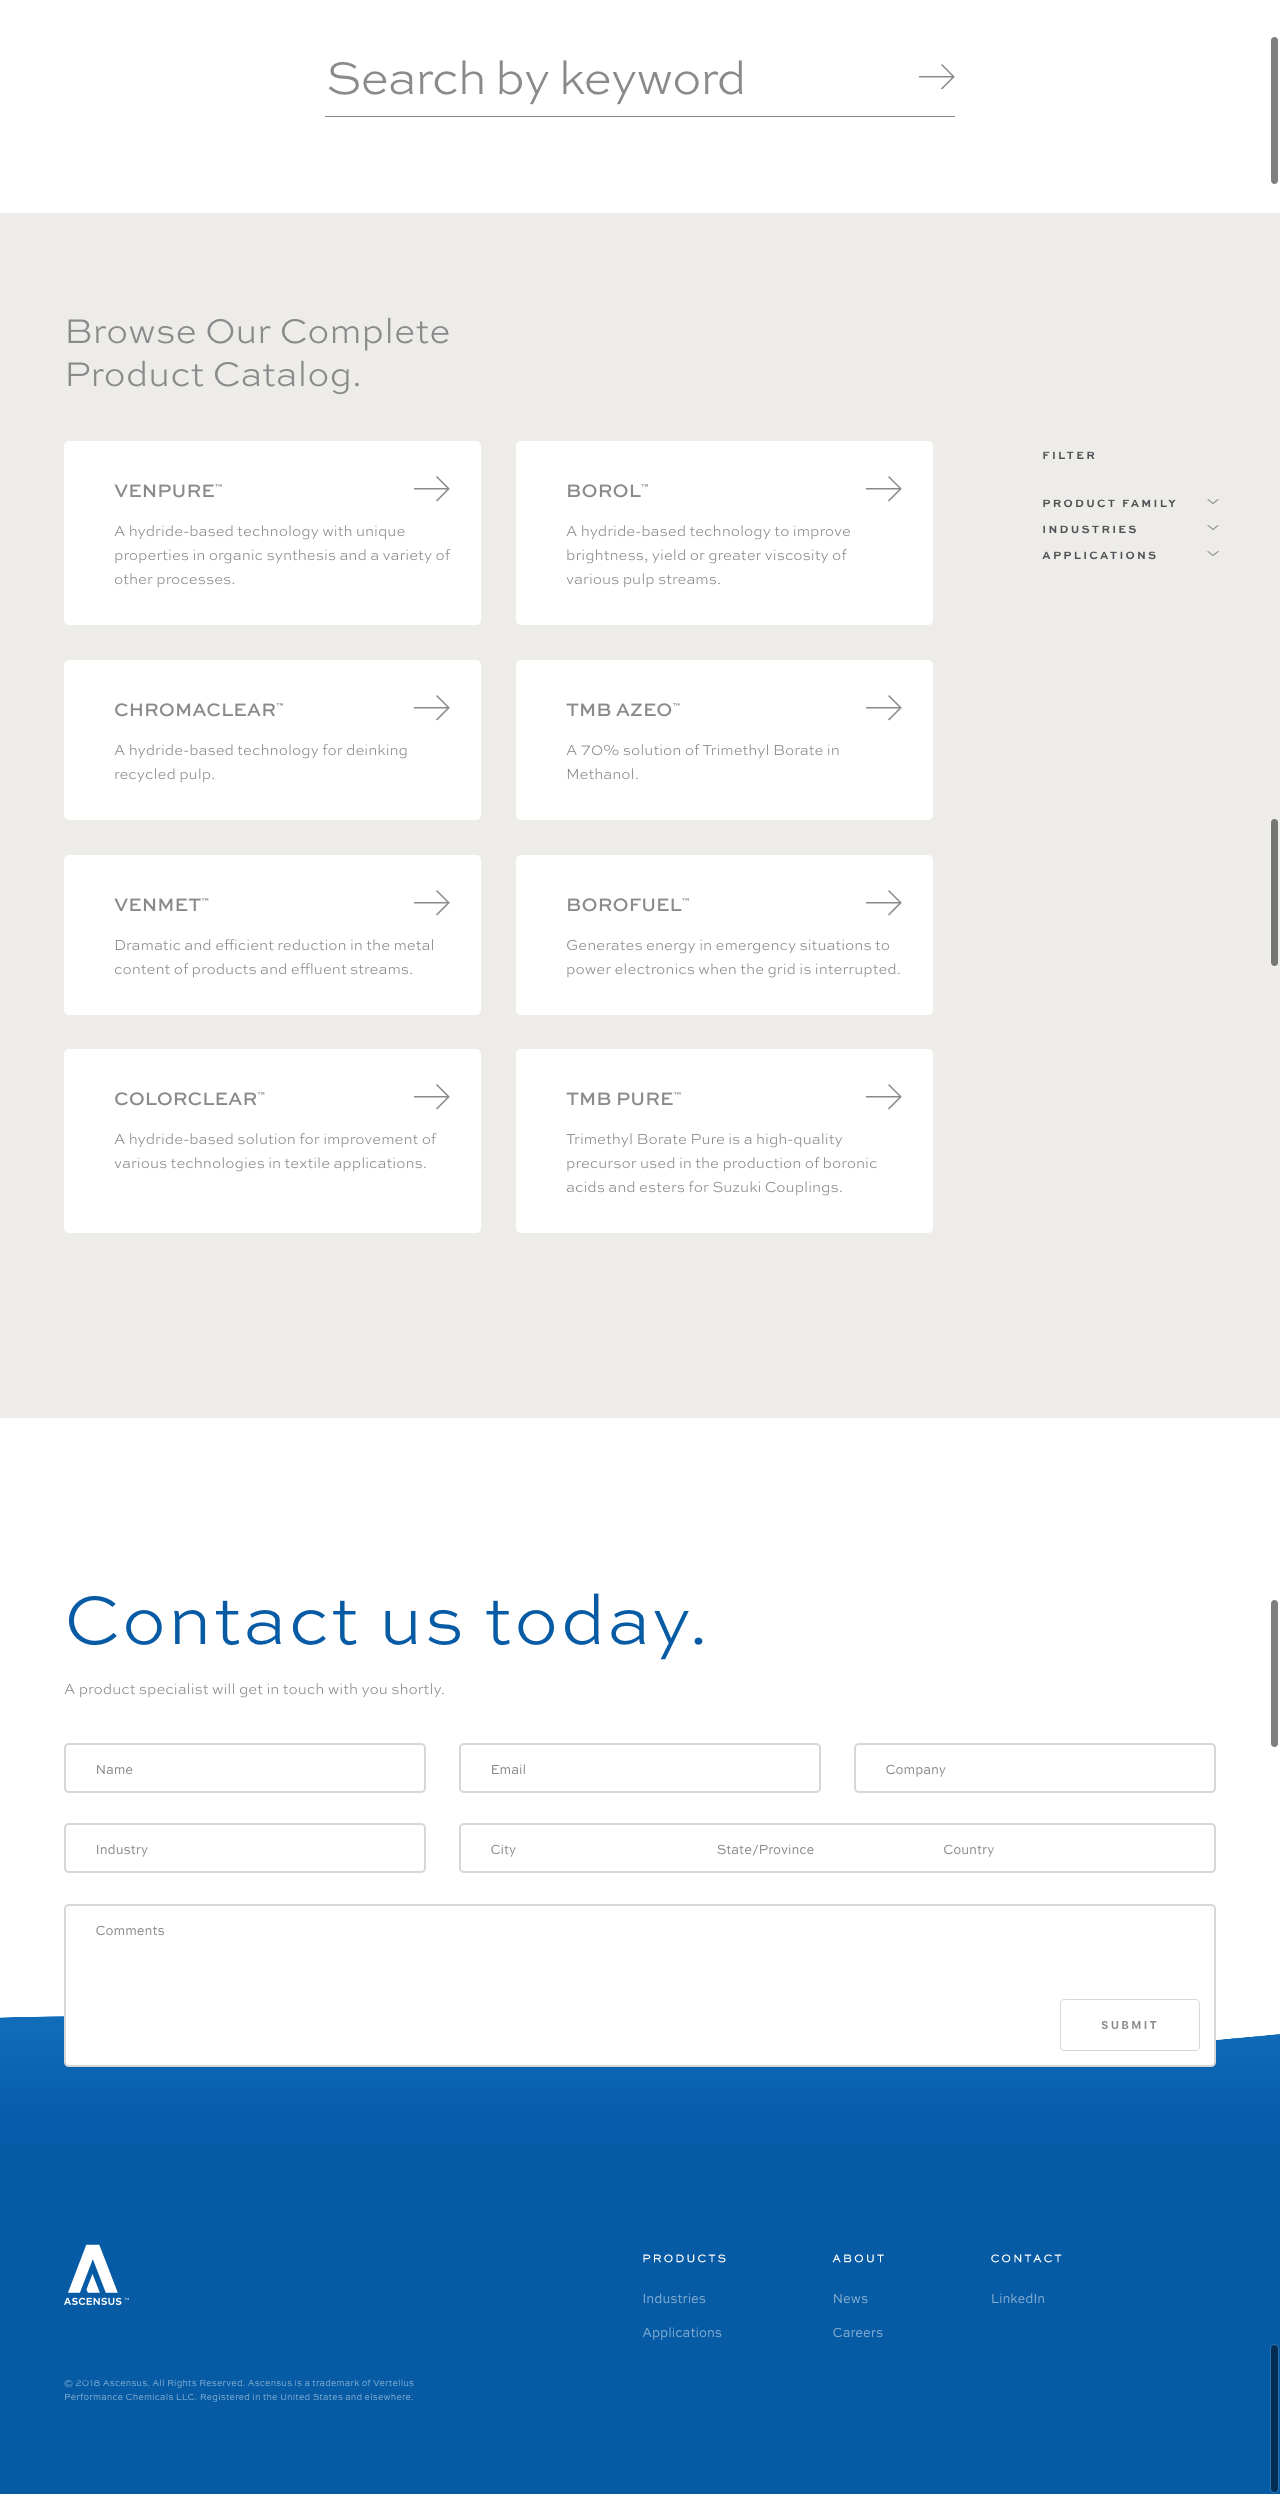 Search by keyword
Browse Our Complete
Product Catalog.
VENPURE™
A hydride-based technology with unique
properties in organic synthesis and a variety of
other processes.
BOROL™
A hydride-based technology to improve
brightness, yield or greater viscosity of
various pulp streams.
FILTER
PRODUCT FAMILY
INDUSTRIES
APPLICATIONS
CHROMACLEAR™
A hydride-based technology for deinking
recycled pulp.
TMB AZEO™
A 70% solution of Trimethyl Borate in
Methanol.
VENMET™
Dramatic and efficient reduction in the metal
content of products and effluent streams.
BOROFUEL™
Generates energy in emergency situations to
power electronics when the grid is interrupted.
COLORCLEAR™
A hydride-based solution for improvement of
various technologies in textile applications.
TMB PURE™
Trimethyl Borate Pure is a high-quality
precursor used in the production of boronic
acids and esters for Suzuki Couplings.
Contact us today.
A product specialist will get in touch with you shortly.
Name
Email
Company
Industry
City
State/Province
Country
Comments
SUBMIT
ASCENSUS™
PRODUCTS
Industries
Applications
ABOUT
News
Careers
CONTACT
LinkedIn
© 2018 Ascensus. All Rights Reserved. Ascensus is a trademark of Vertellus
Performance Chemicals LLC. Registered in the United States and elsewhere.